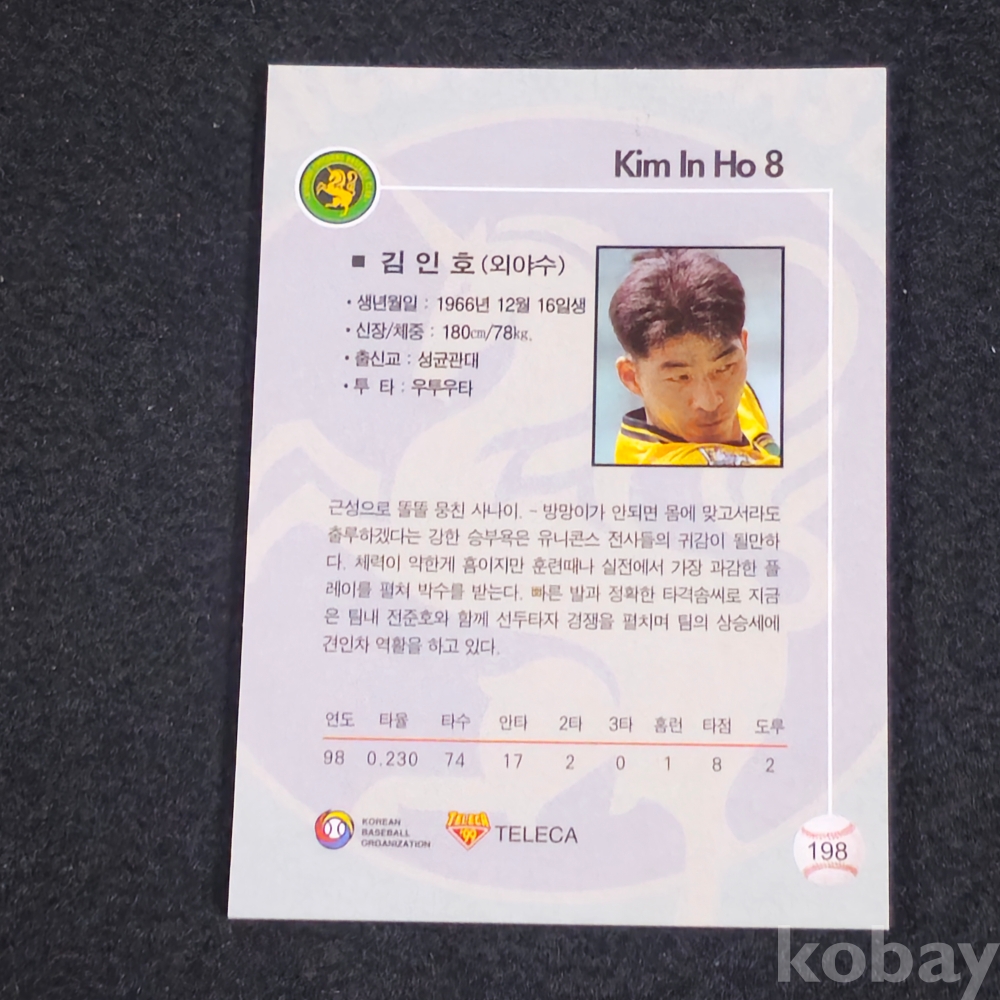 Kim In Ho 8
■ 김 인 호 (외야수)
• 생년월일 : 1966년 12월 16일생
• 신장/체중 : 180cm/78kg.
• 출신교 : 성균관대
• 투 타 : 우투우타
근성으로 똘똘 뭉친 사나이. - 방망이가 안되면 몸에 맞고서라도
출루하겠다는 강한 승부욕은 유니콘스 전사들의 귀감이 될만하
다. 체력이 약한게 흠이지만 훈련때나 실전에서 가장 과감한 플
레이를 펼쳐 박수를 받는다. 빠른 발과 정확한 타격솜씨로 지금
은 팀내 전준호와 함께 선두타자 경쟁을 펼치며 팀의 상승세에
견인차 역활을 하고 있다.
연도 타율 타수 안타 2타 3타 홈런 타점 도루
98 0.230 74 17 2 0 1 8 2
KOREAN
BASEBALL
ORGANIZATION
TELECA
'99
TELECA
198
kobay